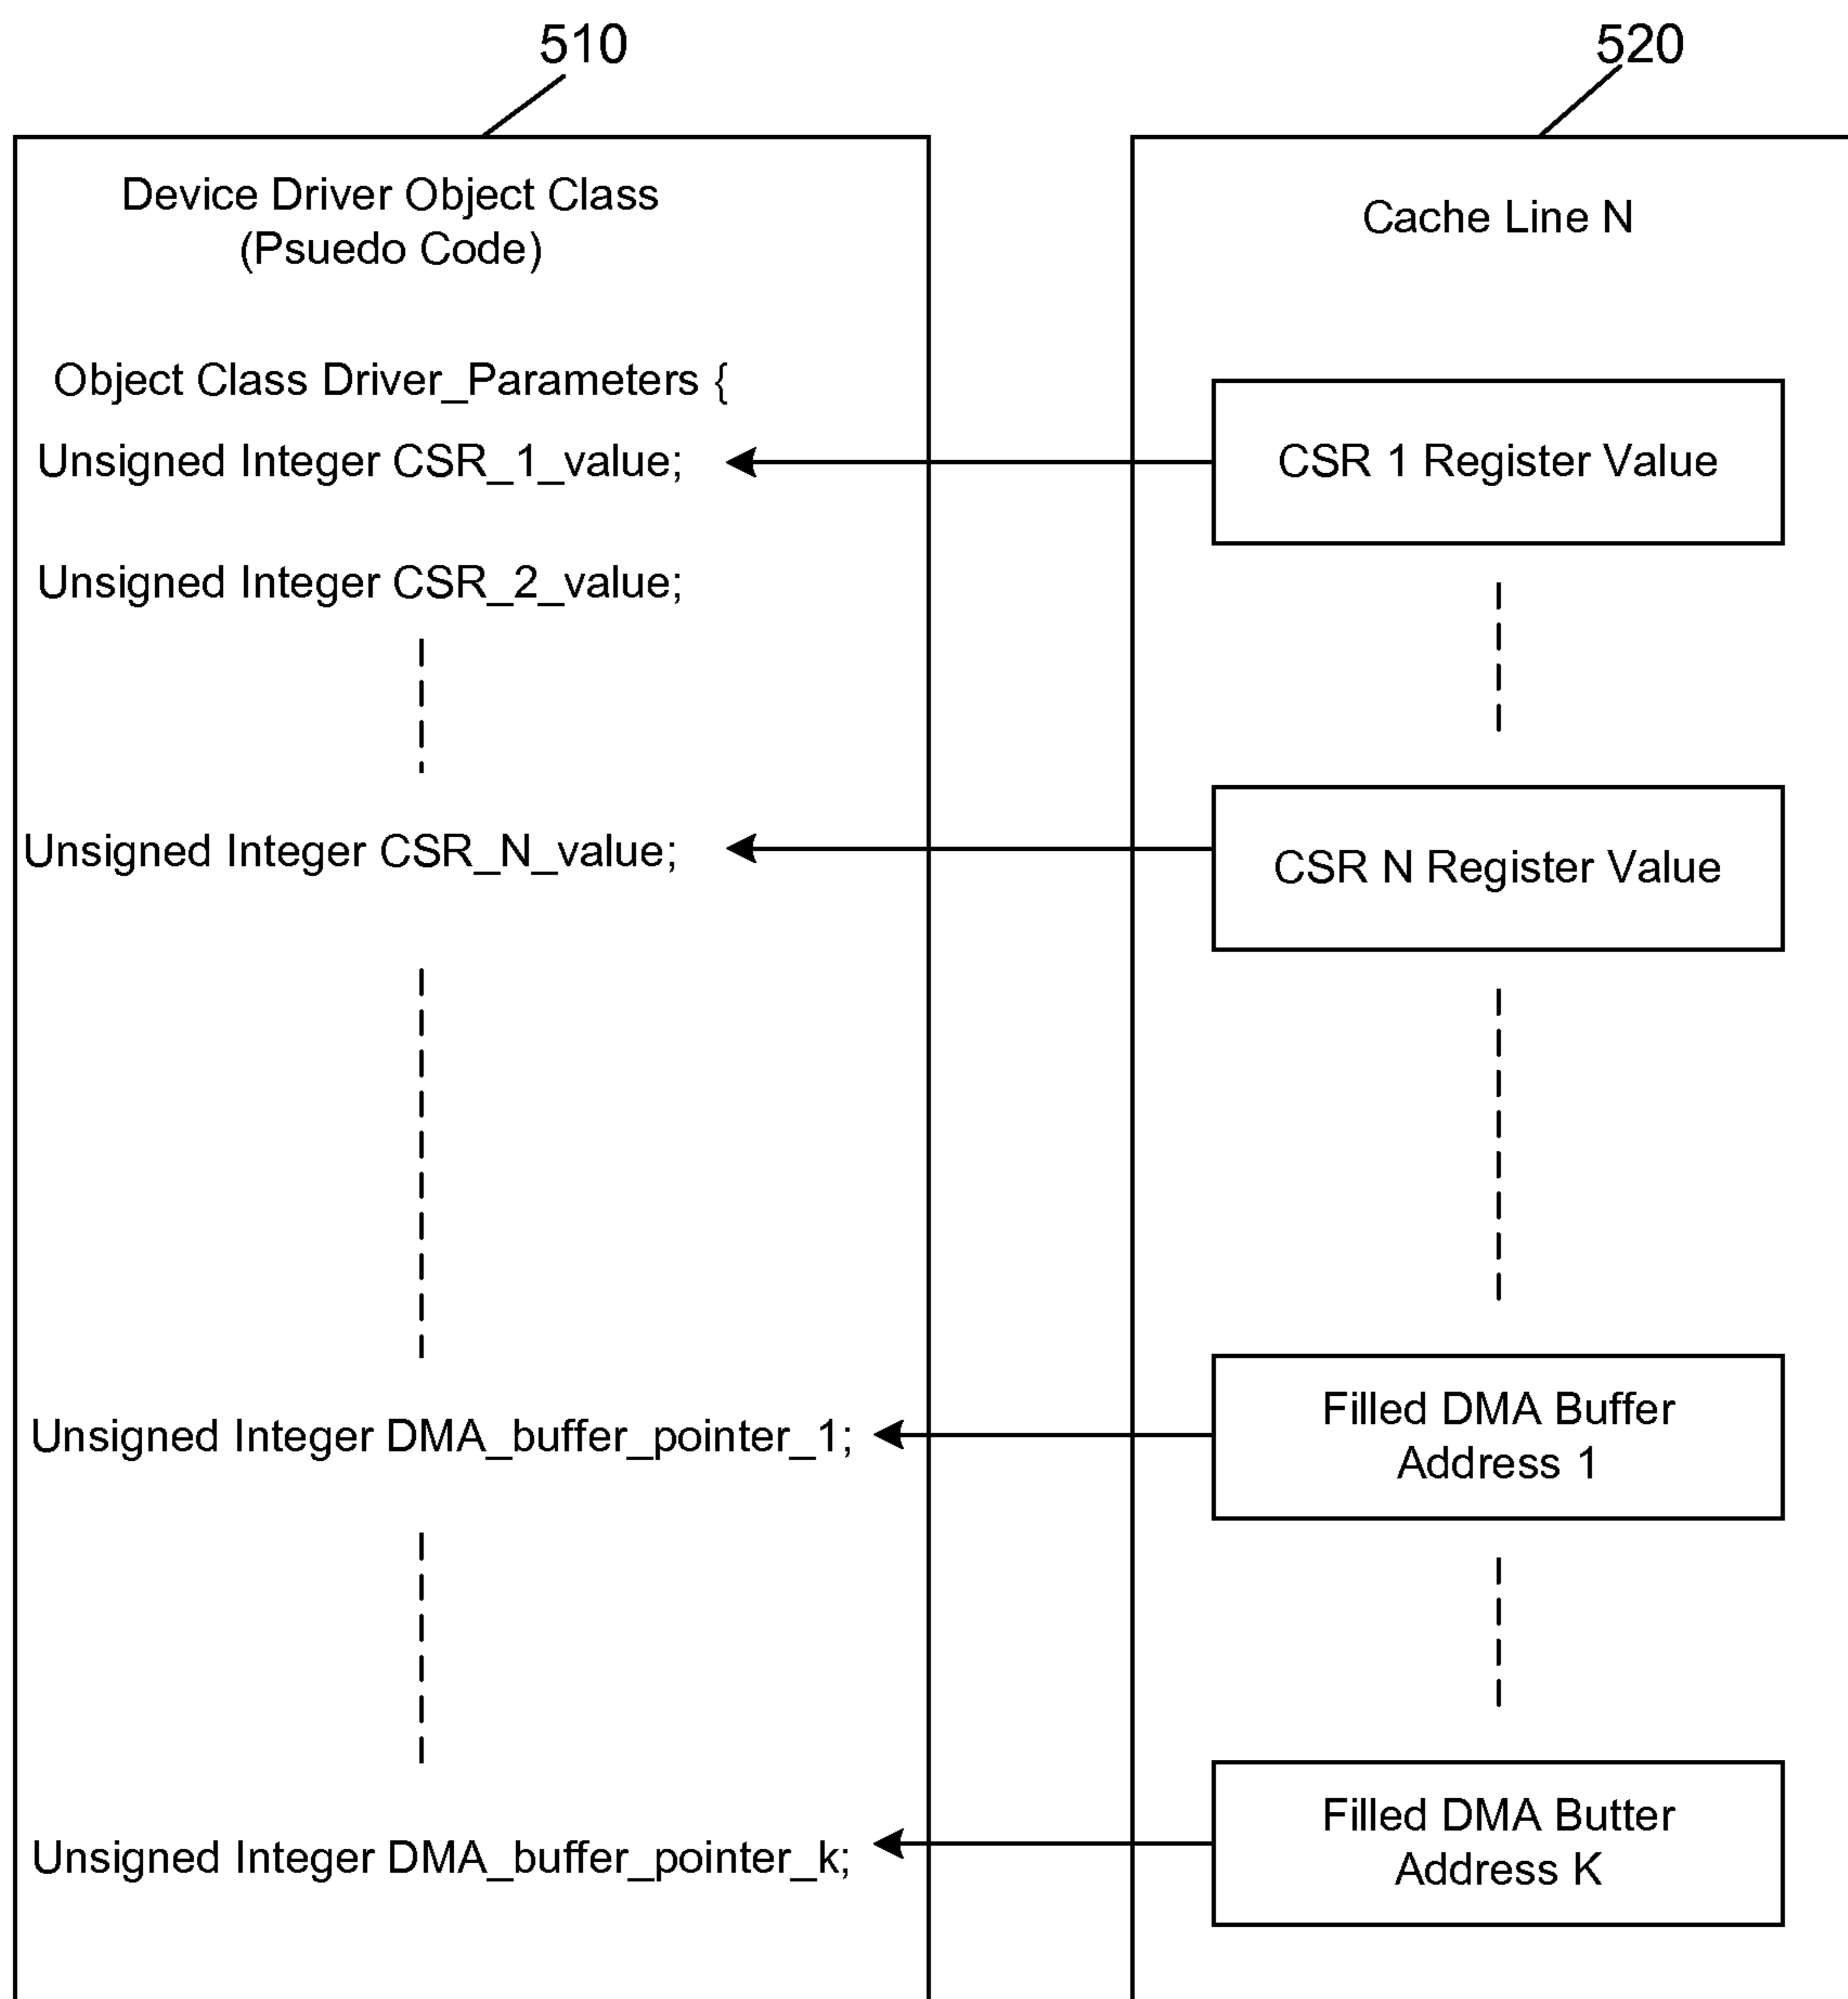 510
520
Device Driver Object Class
(Psuedo Code)
Object Class Driver_Parameters {
Unsigned Integer CSR_1_value;
Unsigned Integer CSR_2_value;
Unsigned Integer CSR_N_value;
Unsigned Integer DMA_buffer_pointer_1;
Unsigned Integer DMA_buffer_pointer_k;
Cache Line N
CSR 1 Register Value
CSR N Register Value
Filled DMA Buffer
Address 1
Filled DMA Butter
Address K